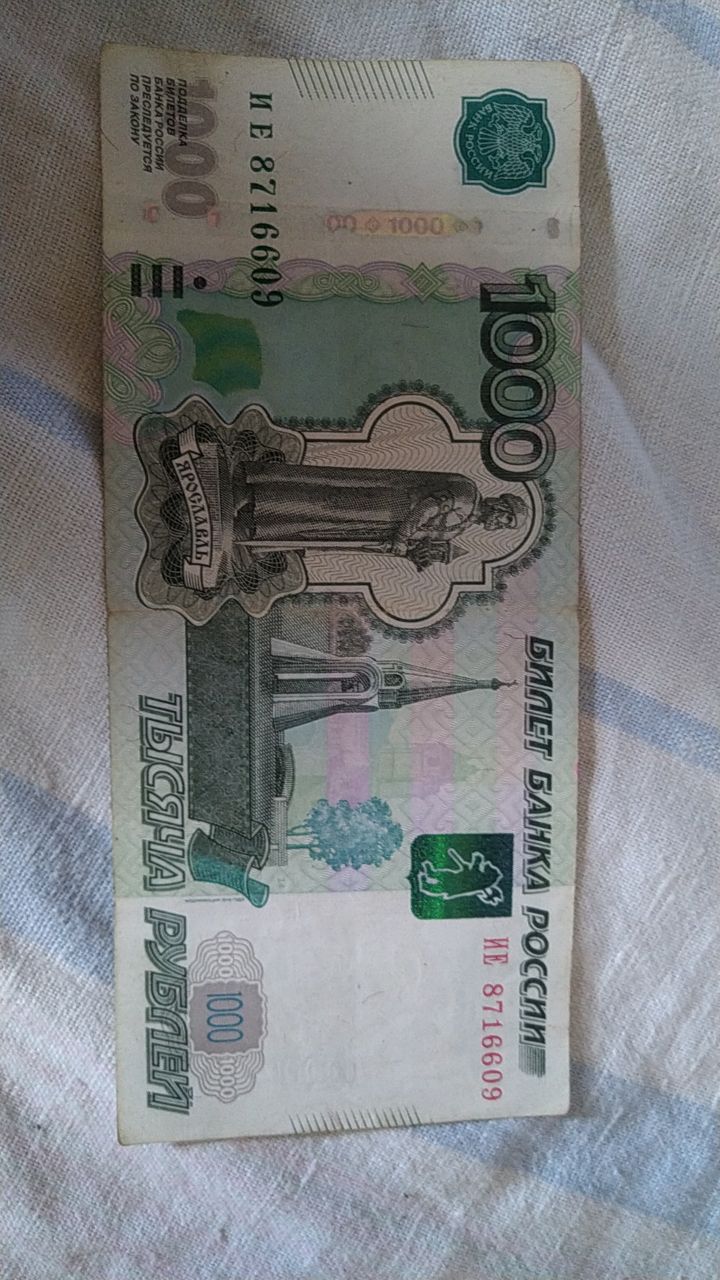 1000
БИЛЕТ БАНКА РОССИИ
БАНК РОССИИ
ИЕ 8716609
1000
ИЕ 8716609
1000
ПОДДЕЛКА
БИЛЕТОВ
БАНКА РОССИИ
ПРЕСЛЕДУЕТСЯ
ПО ЗАКОНУ
ЯРОСЛАВЛЬ
1000 1000 1000
ТЫСЯЧА РУБЛЕЙ